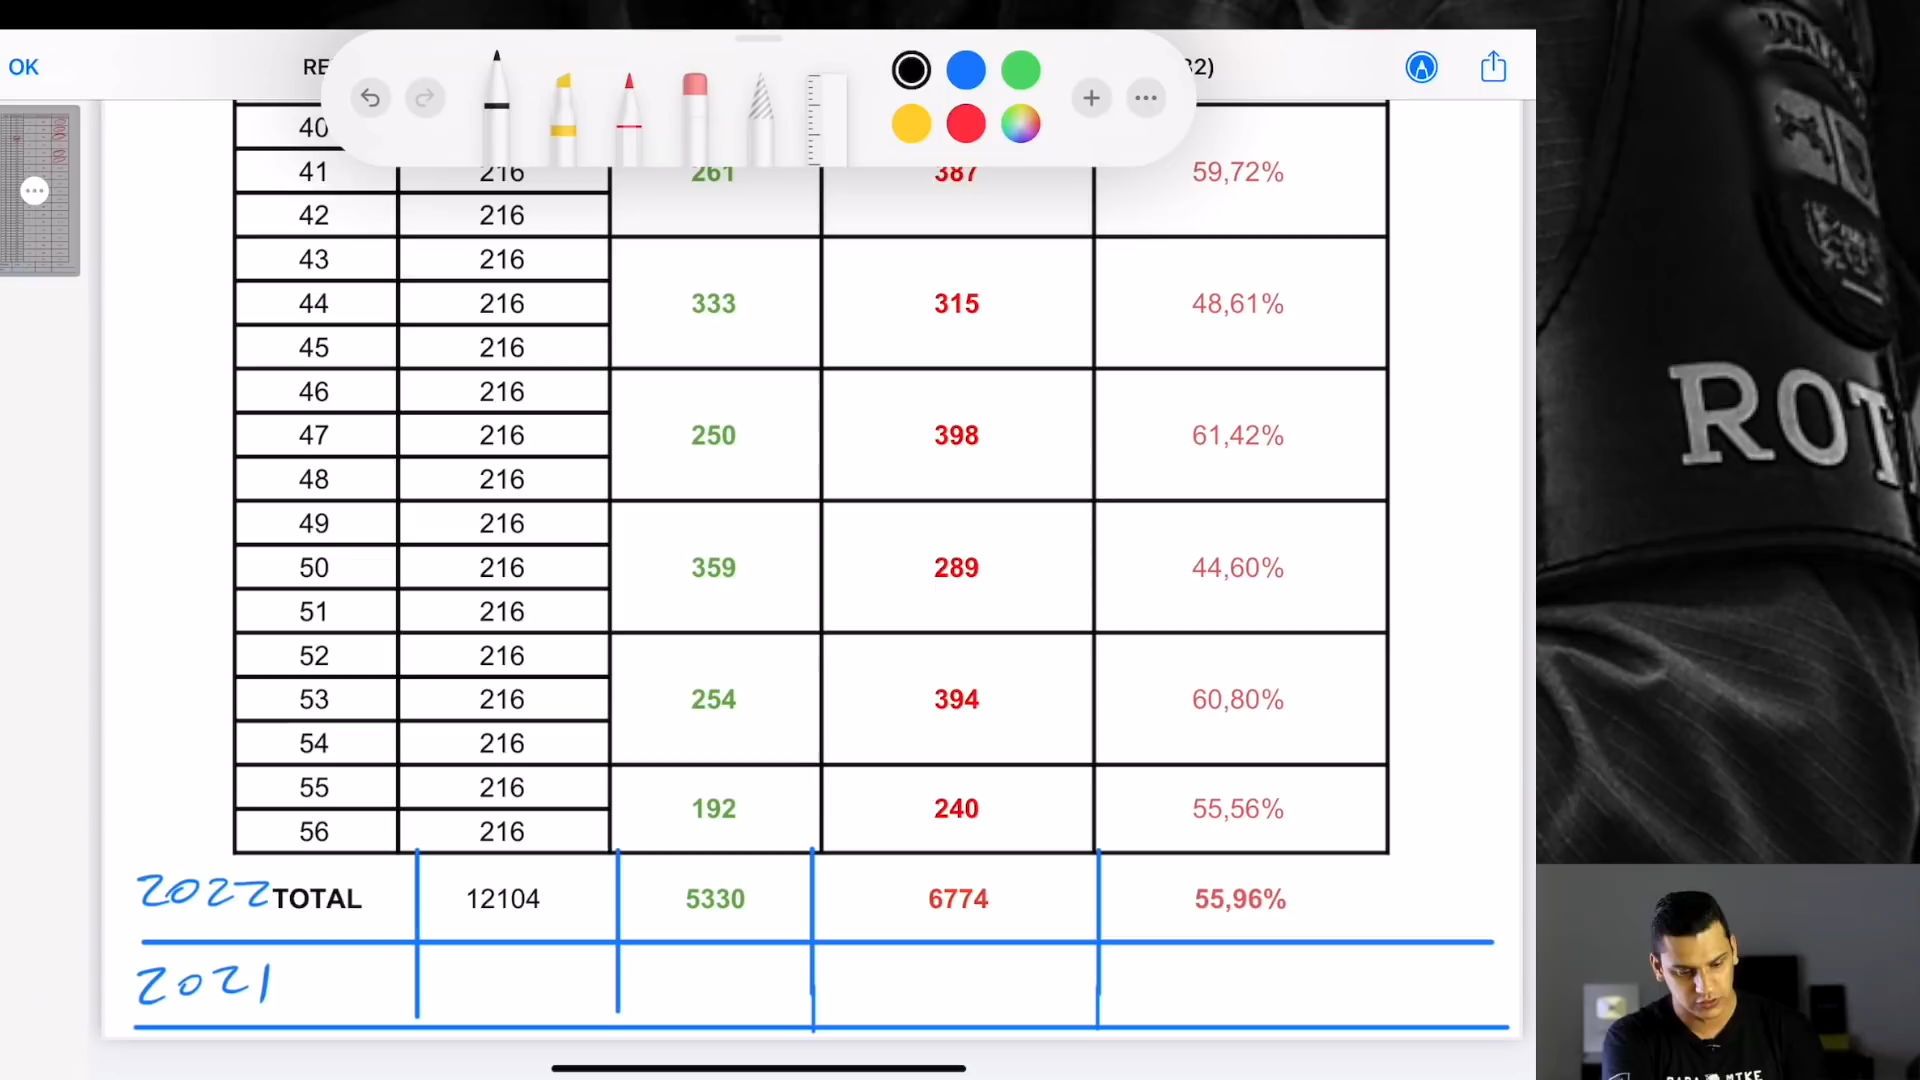 OK
RE
32)
40
41 216 261 387 59,72%
42 216
43 216
44 216 333 315 48,61%
45 216
46 216
47 216 250 398 61,42%
48 216
49 216
50 216 359 289 44,60%
51 216
52 216
53 216 254 394 60,80%
54 216
55 216
192 240 55,56%
56 216
2022 TOTAL 12104 5330 6774 55,96%
2021
ROT
PAPA MIKE